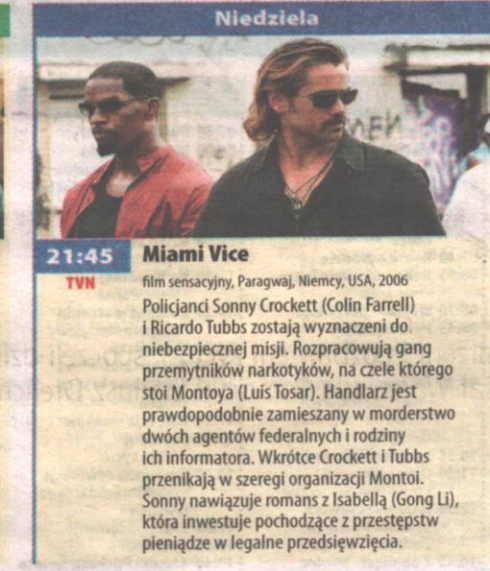 Niedziela
21:45
TVN
Miami Vice
film sensacyjny, Paragwaj, Niemcy, USA, 2006
Policjanci Sonny Crockett (Colin Farrell)
i Ricardo Tubbs zostają wyznaczeni do
niebezpiecznej misji. Rozpracowują gang
przemytników narkotyków, na czele którego
stoi Montoya (Luis Tosar). Handlarz jest
prawdopodobnie zamieszany w morderstwo
dwóch agentów federalnych i rodziny
ich informatora. Wkrótce Crockett i Tubbs
przenikają w szeregi organizacji Montoi.
Sonny nawiązuje romans z Isabellą (Gong Li),
która inwestuje pochodzące z przestępstw
pieniądze w legalne przedsięwzięcia.